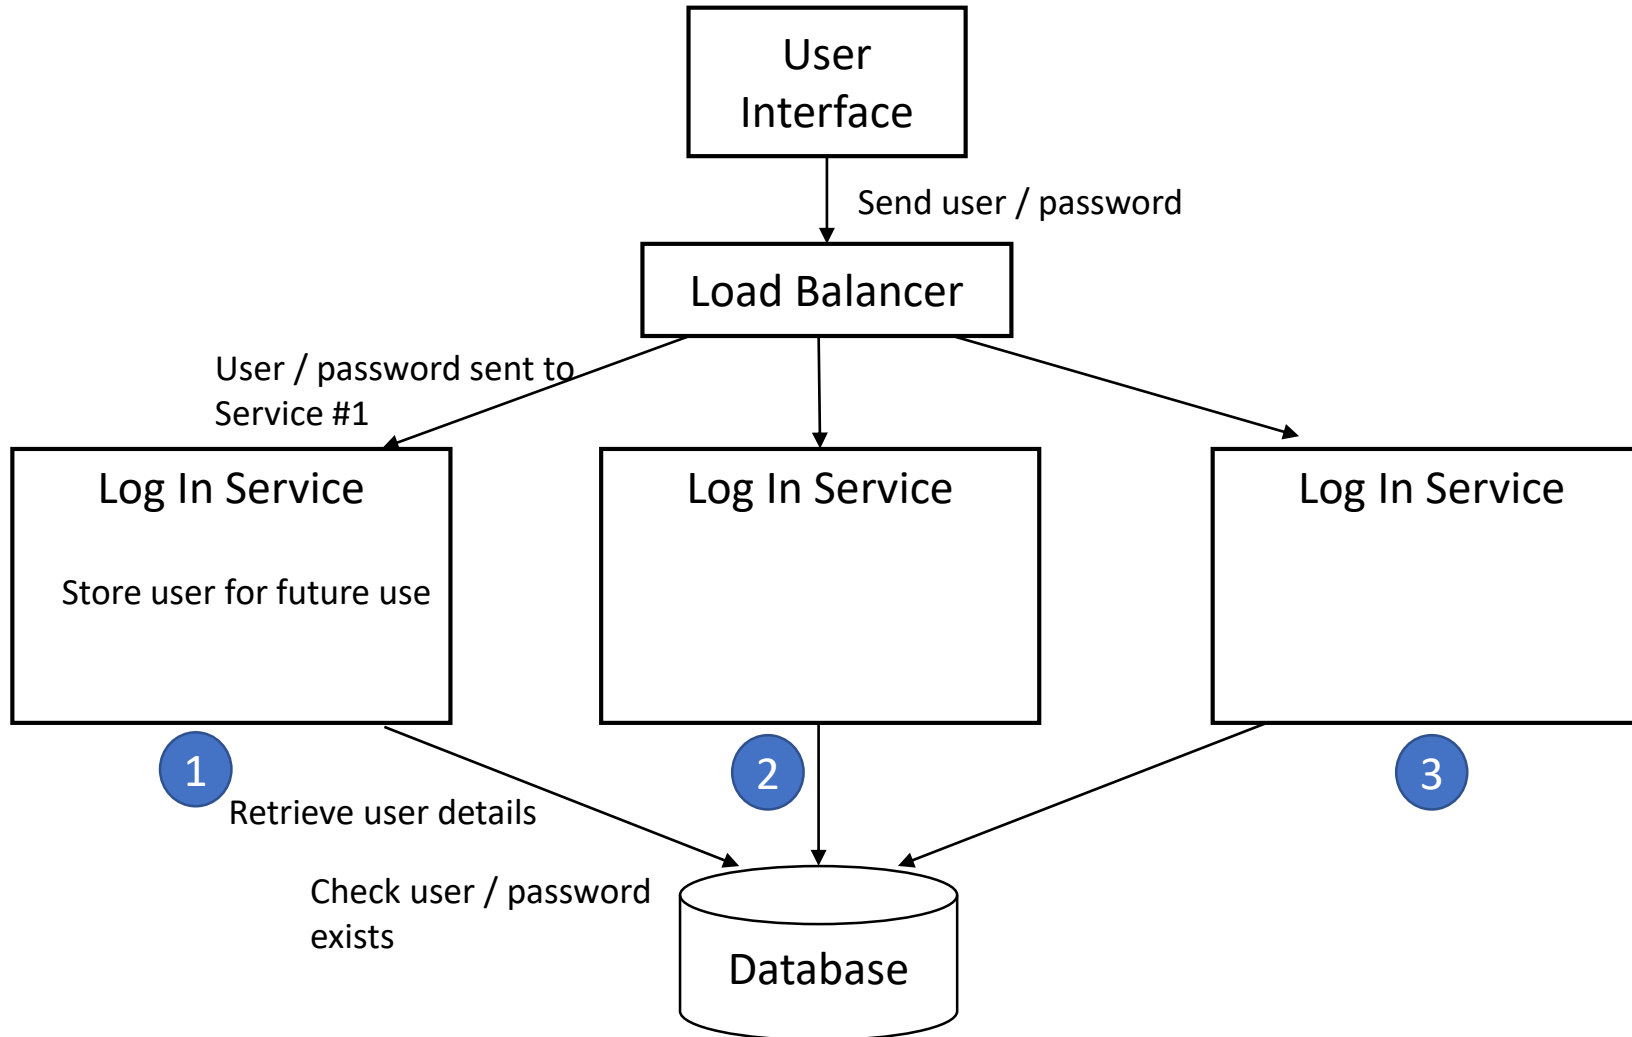 User
Interface
Send user / password
Load Balancer
User / password sent to
Service #1
Log In Service
Log In Service
Log In Service
Store user for future use
1
2
3
Retrieve user details
Check user / password
exists
Database